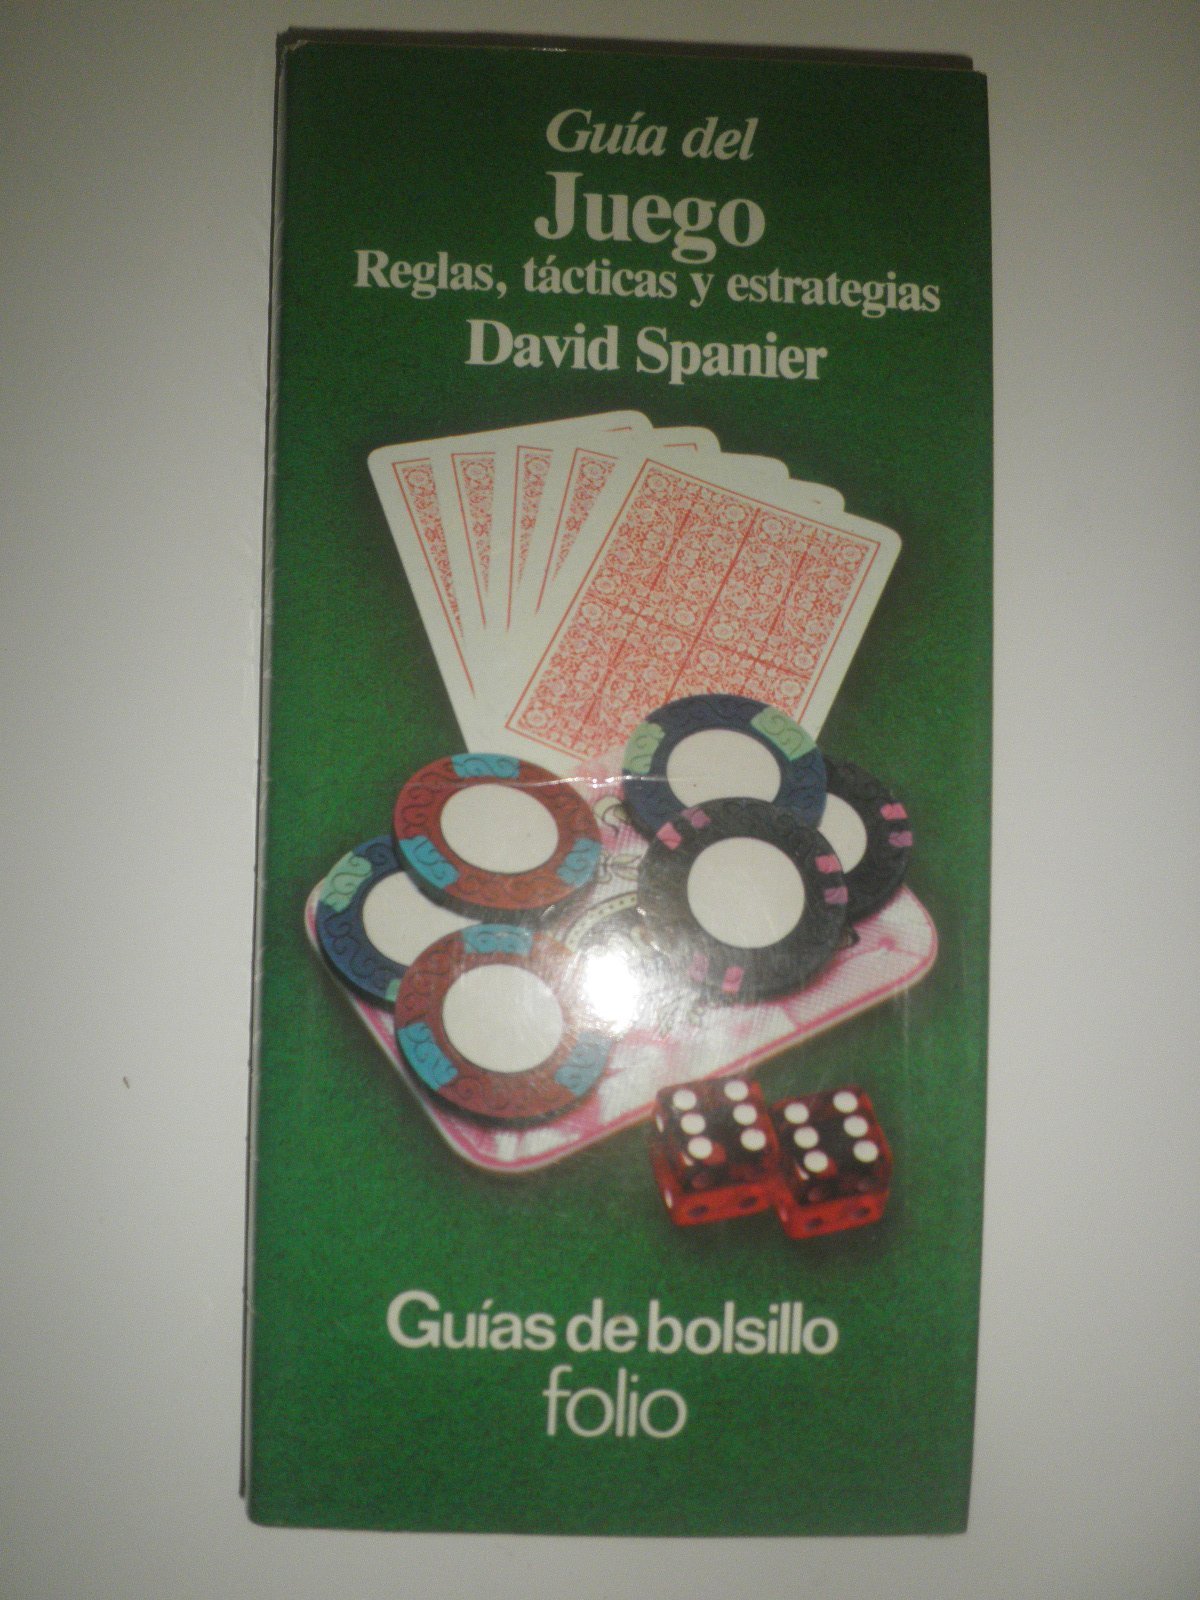 Guía del
Juego
Reglas, tácticas y estrategias
David Spanier
Guías de bolsillo
folio